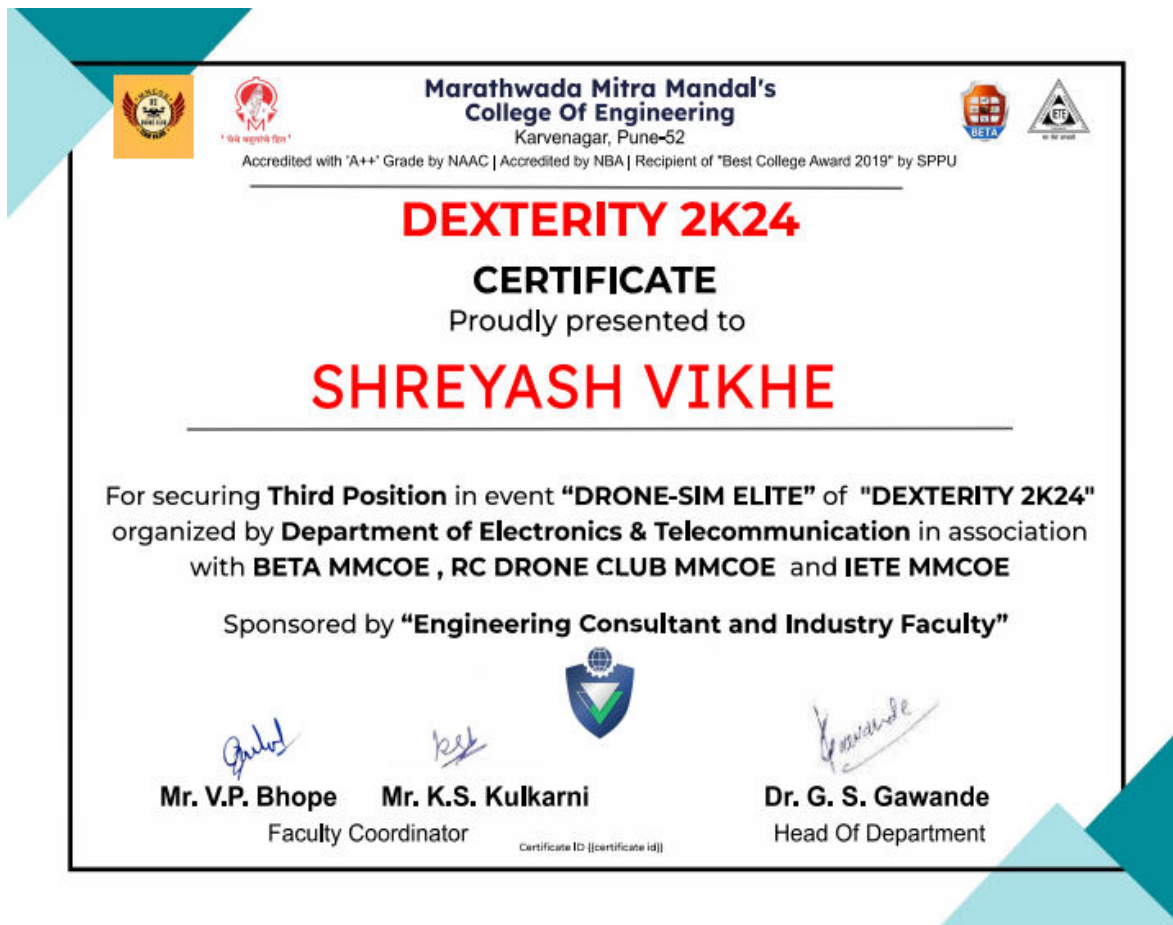 Marathwada Mitra Mandal's
College Of Engineering
Karvenagar, Pune-52
Accredited with 'A++' Grade by NAAC | Accredited by NBA | Recipient of "Best College Award 2019" by SPPU
BETA
IETE
DEXTERITY 2K24
CERTIFICATE
Proudly presented to
SHREYASH VIKHE
For securing Third Position in event “DRONE-SIM ELITE” of "DEXTERITY 2K24"
organized by Department of Electronics & Telecommunication in association
with BETA MMCOE , RC DRONE CLUB MMCOE and IETE MMCOE
Sponsored by “Engineering Consultant and Industry Faculty”
Mr. V.P. Bhope Mr. K.S. Kulkarni Dr. G. S. Gawande
Faculty Coordinator Head Of Department
Certificate ID {{certificate id}}